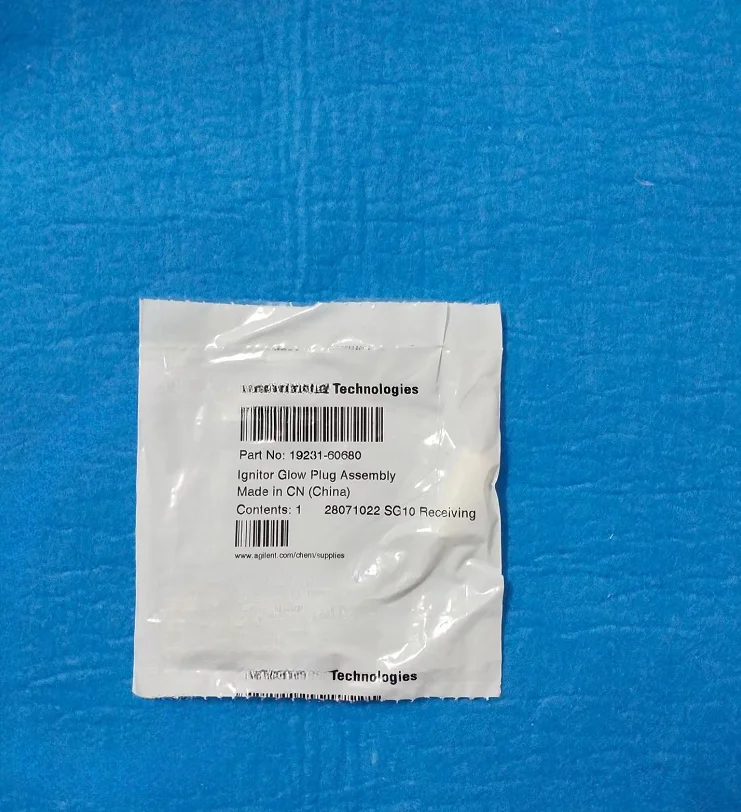 Technologies
Part No: 19231-60680
Ignitor Glow Plug Assembly
Made in CN (China)
Contents: 1 28071022 SG10 Receiving
www.agilent.com/chem/supplies
Technologies